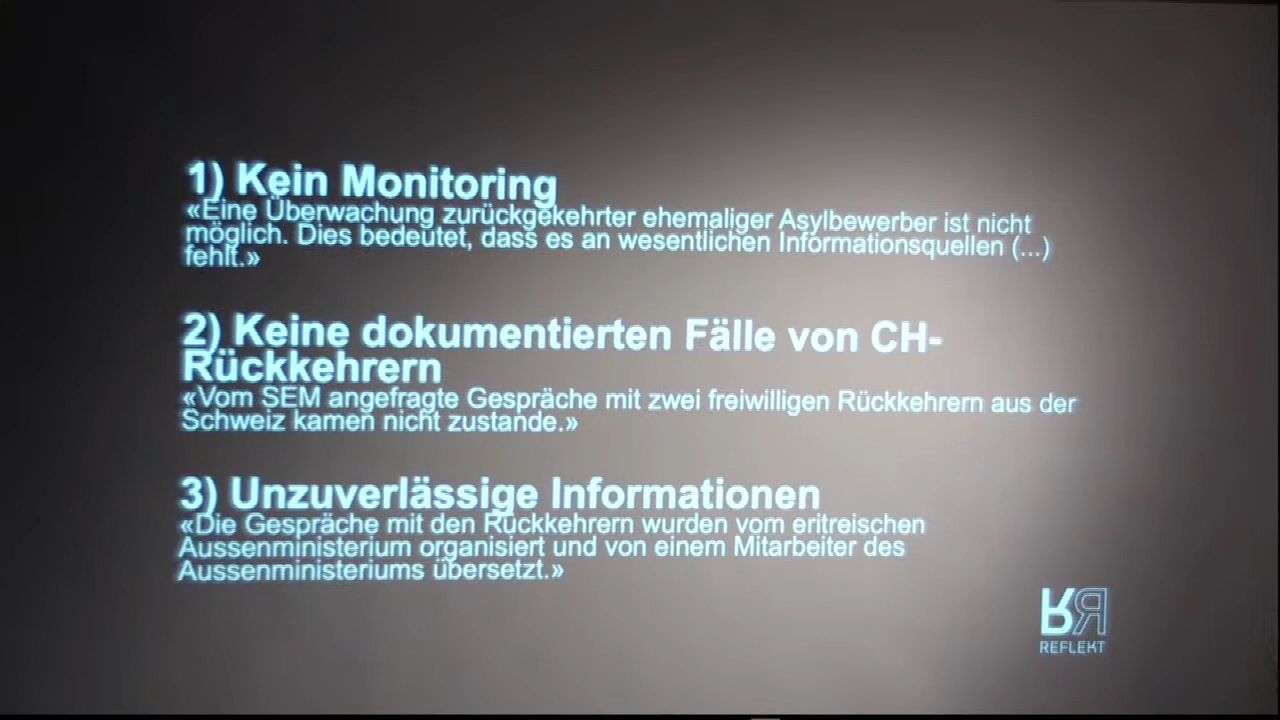 1) Kein Monitoring
«Eine Überwachung zurückgekehrter ehemaliger Asylbewerber ist nicht
möglich. Dies bedeutet, dass es an wesentlichen Informationsquellen (...)
fehlt.»
2) Keine dokumentierten Fälle von CH-
Rückkehrern
«Vom SEM angefragte Gespräche mit zwei freiwilligen Rückkehrern aus der
Schweiz kamen nicht zustande.»
3) Unzuverlässige Informationen
«Die Gespräche mit den Rückkehrern wurden vom eritreischen
Aussenministerium organisiert und von einem Mitarbeiter des
Aussenministeriums übersetzt.»
RR
REFLEKT